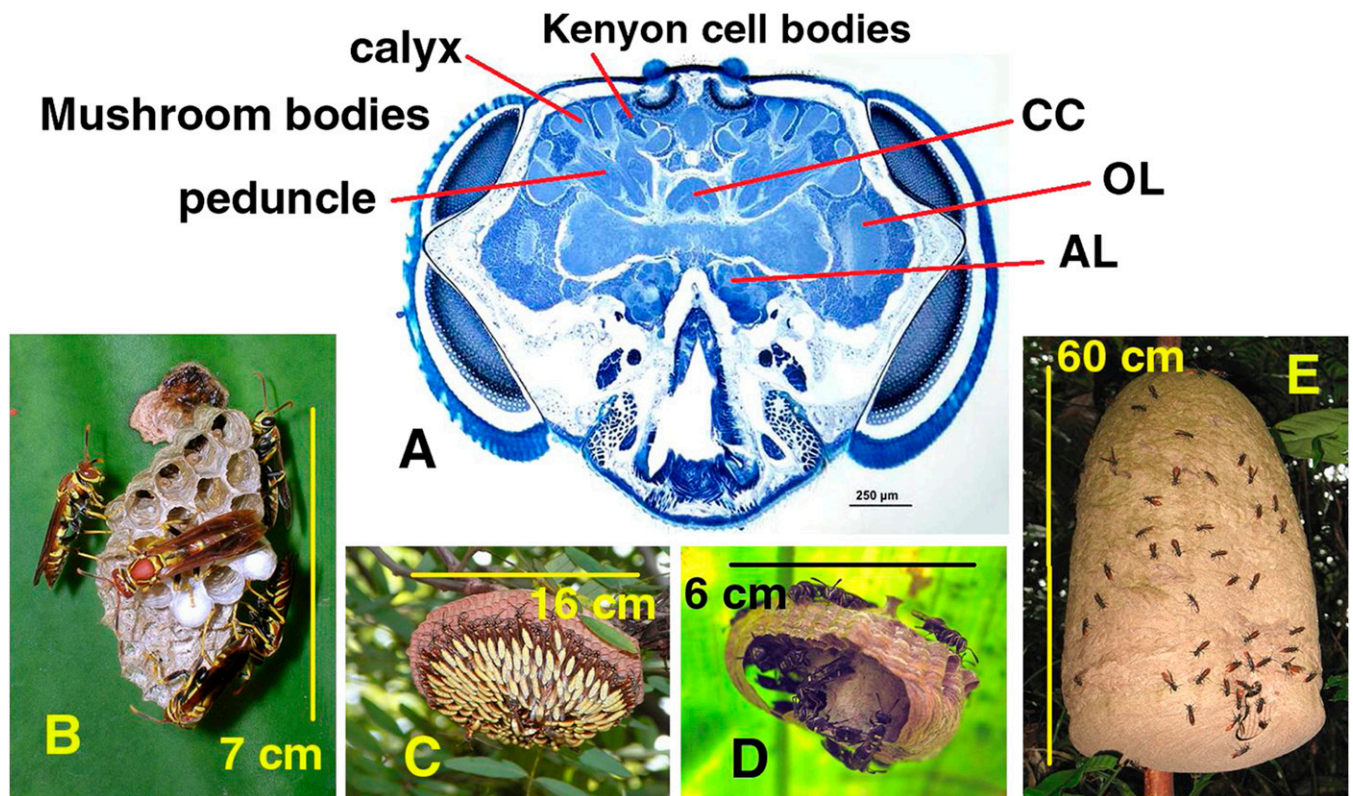 Kenyon cell bodies
calyx
Mushroom bodies
CC
peduncle
OL
AL
A
250 µm
B
7 cm
16 cm
C
6 cm
D
60 cm
E